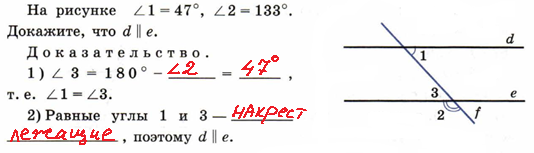 На рисунке ∠1 = 47°, ∠2 = 133°.
Докажите, что d ∥ e.
Доказательство.
1) ∠ 3 = 180° – ∠2 = 47° ,
т. е. ∠1 = ∠3.
2) Равные углы 1 и 3 — накрест
лежащие , поэтому d ∥ e.
d
1
3
e
2
f